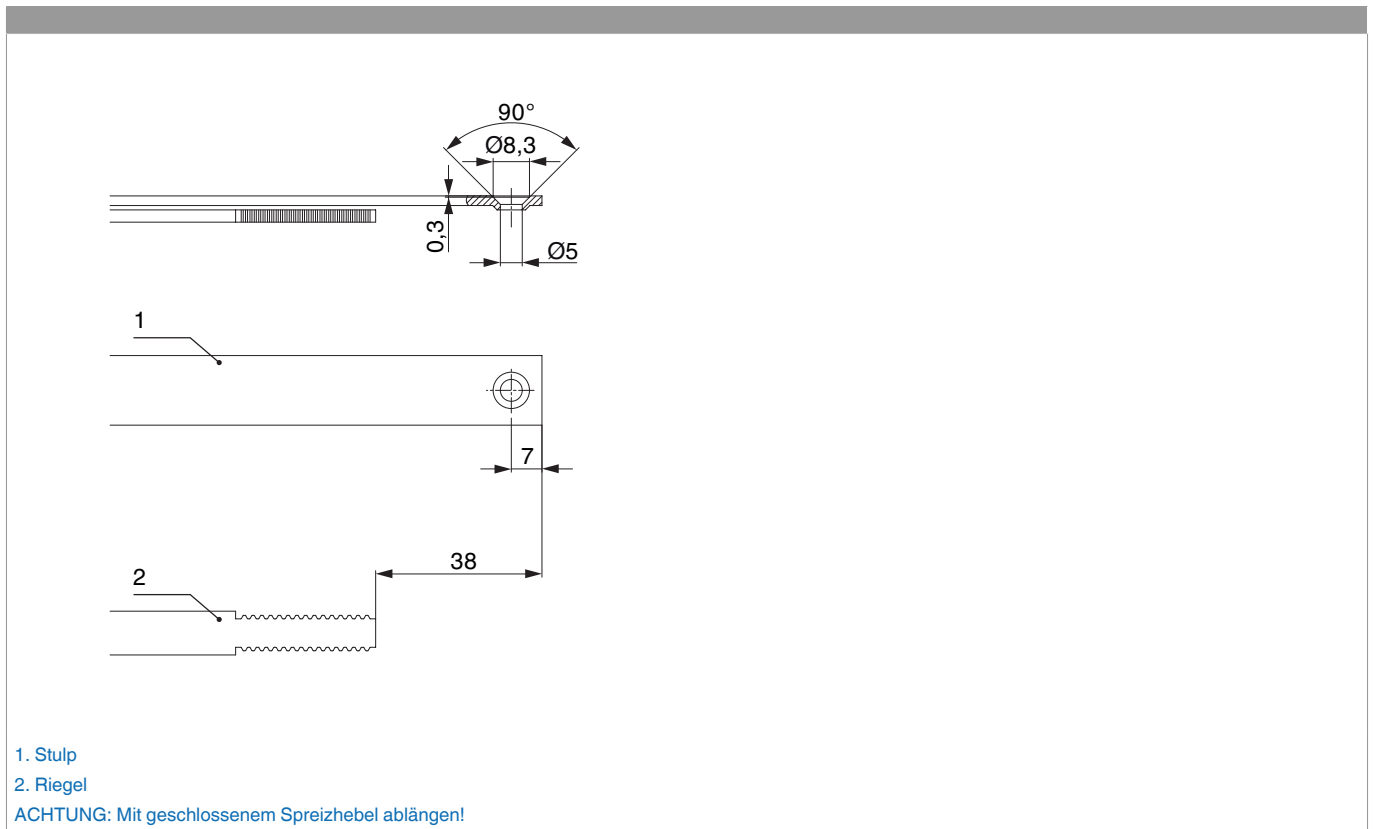 90°
Ø8,3
0,3
Ø5
1
7
38
2
1. Stulp
2. Riegel
ACHTUNG: Mit geschlossenem Spreizhebel ablängen!